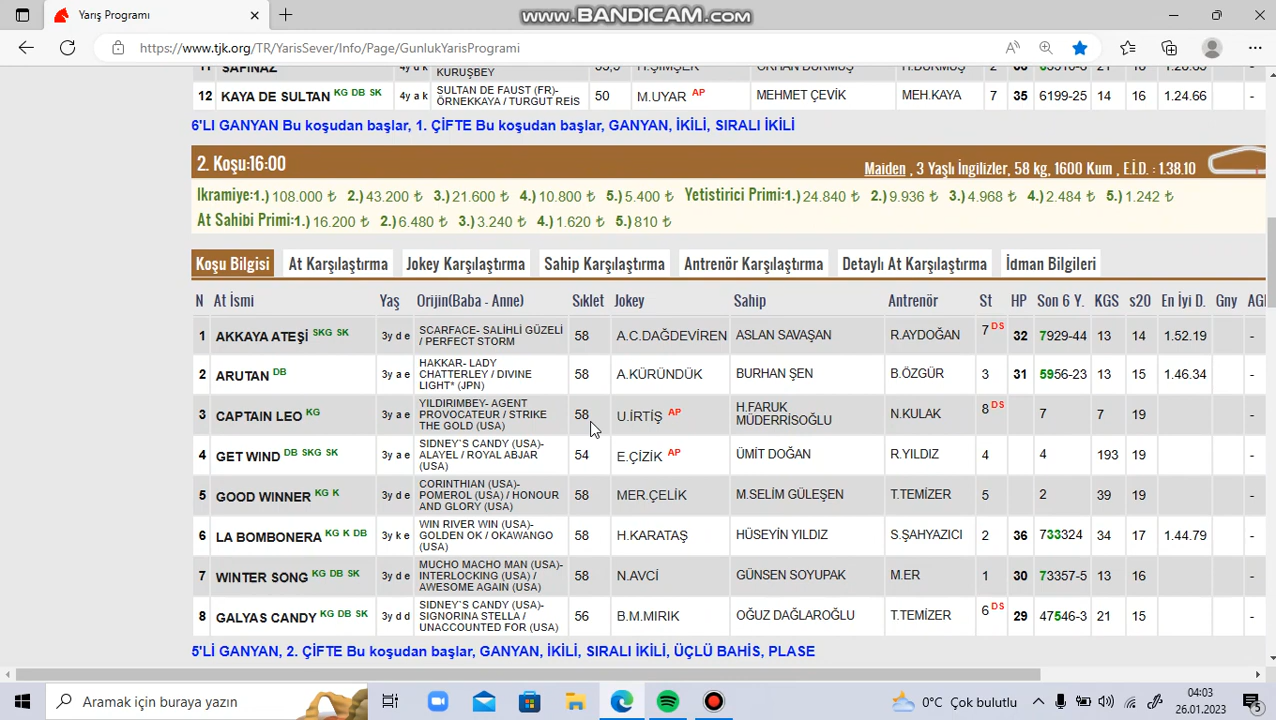 www.BANDICAM.com
Yarış Programı
https://www.tjk.org/TR/YarisSever/Info/Page/GunlukYarisProgrami
11 SAFINAZ 4y d k KURUŞBEY 53,5 H.ŞİMŞEK ORHAN DURMUŞ H.DURMUŞ 2 21 16
12 KAYA DE SULTAN KG DB SK 4y a k SULTAN DE FAUST (FR)- ÖRNEKKAYA / TURGUT REİS 50 M.UYAR AP MEHMET ÇEVİK MEH.KAYA 7 35 6199-25 14 16 1.24.66 -
6'LI GANYAN Bu koşudan başlar, 1. ÇİFTE Bu koşudan başlar, GANYAN, İKİLİ, SIRALI İKİLİ
2. Koşu:16:00 Maiden , 3 Yaşlı İngilizler, 58 kg, 1600 Kum , E.İ.D. : 1.38.10
Ikramiye:1.) 108.000 ₺ 2.) 43.200 ₺ 3.) 21.600 ₺ 4.) 10.800 ₺ 5.) 5.400 ₺ Yetistirici Primi:1.) 24.840 ₺ 2.) 9.936 ₺ 3.) 4.968 ₺ 4.) 2.484 ₺ 5.) 1.242 ₺
At Sahibi Primi:1.) 16.200 ₺ 2.) 6.480 ₺ 3.) 3.240 ₺ 4.) 1.620 ₺ 5.) 810 ₺
Koşu Bilgisi At Karşılaştırma Jokey Karşılaştırma Sahip Karşılaştırma Antrenör Karşılaştırma Detaylı At Karşılaştırma İdman Bilgileri
N At İsmi Yaş Orijin(Baba - Anne) Sıklet Jokey Sahip Antrenör St HP Son 6 Y. KGS s20 En İyi D. Gny AGI
1 AKKAYA ATEŞİ SKG SK 3y d e SCARFACE- SALİHLİ GÜZELİ / PERFECT STORM 58 A.C.DAĞDEVİREN ASLAN SAVAŞAN R.AYDOĞAN 7 DS 32 7929-44 13 14 1.52.19 -
2 ARUTAN DB 3y a e HAKKAR- LADY CHATTERLEY / DIVINE LIGHT* (JPN) 58 A.KÜRÜNDÜK BURHAN ŞEN B.ÖZGÜR 3 31 5956-23 13 15 1.46.34 -
3 CAPTAIN LEO KG 3y a e YILDIRIMBEY- AGENT PROVOCATEUR / STRIKE THE GOLD (USA) 58 U.İRTİŞ AP H.FARUK MÜDERRİSOĞLU N.KULAK 8 DS 7 7 19 -
4 GET WIND DB SKG SK 3y a e SIDNEY`S CANDY (USA)- ALAYEL / ROYAL ABJAR (USA) 54 E.ÇİZİK AP ÜMİT DOĞAN R.YILDIZ 4 4 193 19 -
5 GOOD WINNER KG K 3y d e CORINTHIAN (USA)- POMEROL (USA) / HONOUR AND GLORY (USA) 58 MER.ÇELİK M.SELİM GÜLEŞEN T.TEMİZER 5 2 39 19 -
6 LA BOMBONERA KG K DB 3y k e WIN RIVER WIN (USA)- GOLDEN OK / OKAWANGO (USA) 58 H.KARATAŞ HÜSEYİN YILDIZ S.ŞAHYAZICI 2 36 733324 34 17 1.44.79 -
7 WINTER SONG KG DB SK 3y d e MUCHO MACHO MAN (USA)- INTERLOCKING (USA) / AWESOME AGAIN (USA) 58 N.AVCİ GÜNSEN SOYUPAK M.ER 1 30 73357-5 13 16 -
8 GALYAS CANDY KG DB SK 3y d d SIDNEY`S CANDY (USA)- SIGNORINA STELLA / UNACCOUNTED FOR (USA) 56 B.M.MIRIK OĞUZ DAĞLAROĞLU T.TEMİZER 6 DS 29 47546-3 21 15 -
5'Lİ GANYAN, 2. ÇİFTE Bu koşudan başlar, GANYAN, İKİLİ, SIRALI İKİLİ, ÜÇLÜ BAHİS, PLASE
Aramak için buraya yazın 0°C Çok bulutlu 04:03
26.01.2023 5